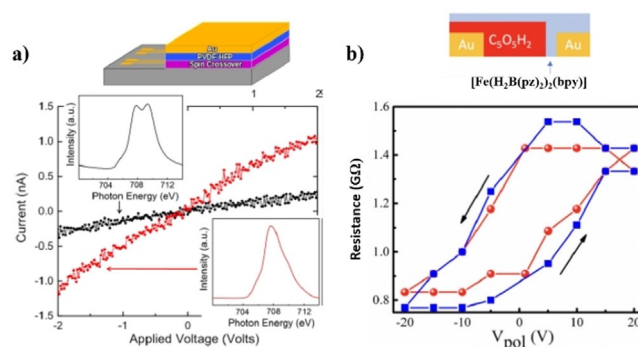 a)
Au
PVDF-HFP
Spin Crossover
b)
C5O5H2
Au
Au
[Fe(H2B(pz)2)2(bpy)]
1
2
1.5
1.0
0.5
0.0
-0.5
-1.0
-1.5
Current (nA)
-2
-1
0
1
2
Applied Voltage (Volts)
Intensity (a.u.)
704
708
712
Photon Energy (eV)
Intensity (a.u.)
704
708
712
Photon Energy (eV)
1.6
1.4
1.2
1.0
0.8
Resistance (GΩ)
-20
-15
-10
-5
0
5
10
15
20
Vpol (V)